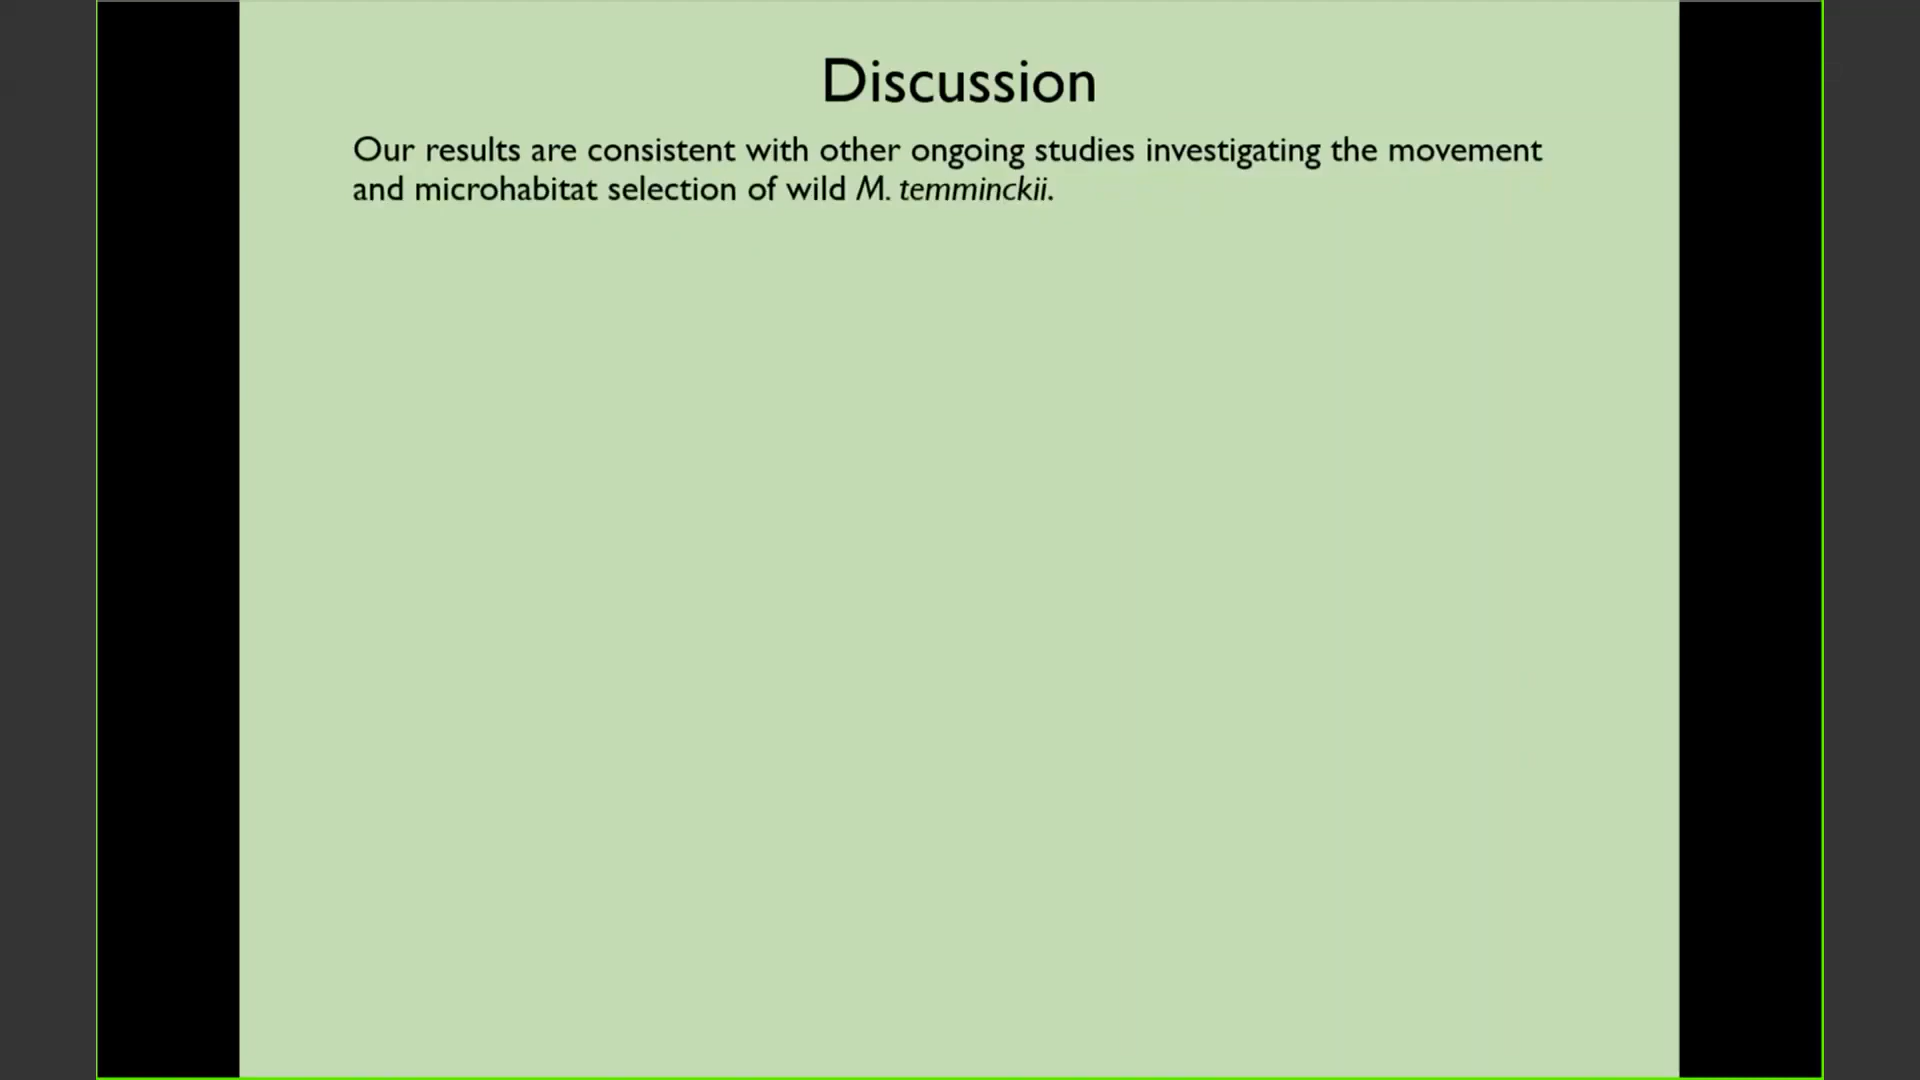 Discussion
Our results are consistent with other ongoing studies investigating the movement
and microhabitat selection of wild M. temminckii.